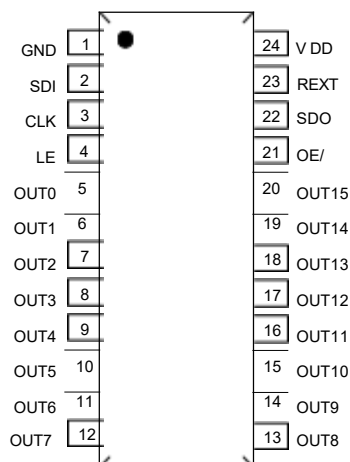 GND 1 24 V DD
SDI 2 23 REXT
CLK 3 22 SDO
LE 4 21 OE/
OUT0 5 20 OUT15
OUT1 6 19 OUT14
OUT2 7 18 OUT13
OUT3 8 17 OUT12
OUT4 9 16 OUT11
OUT5 10 15 OUT10
OUT6 11 14 OUT9
OUT7 12 13 OUT8